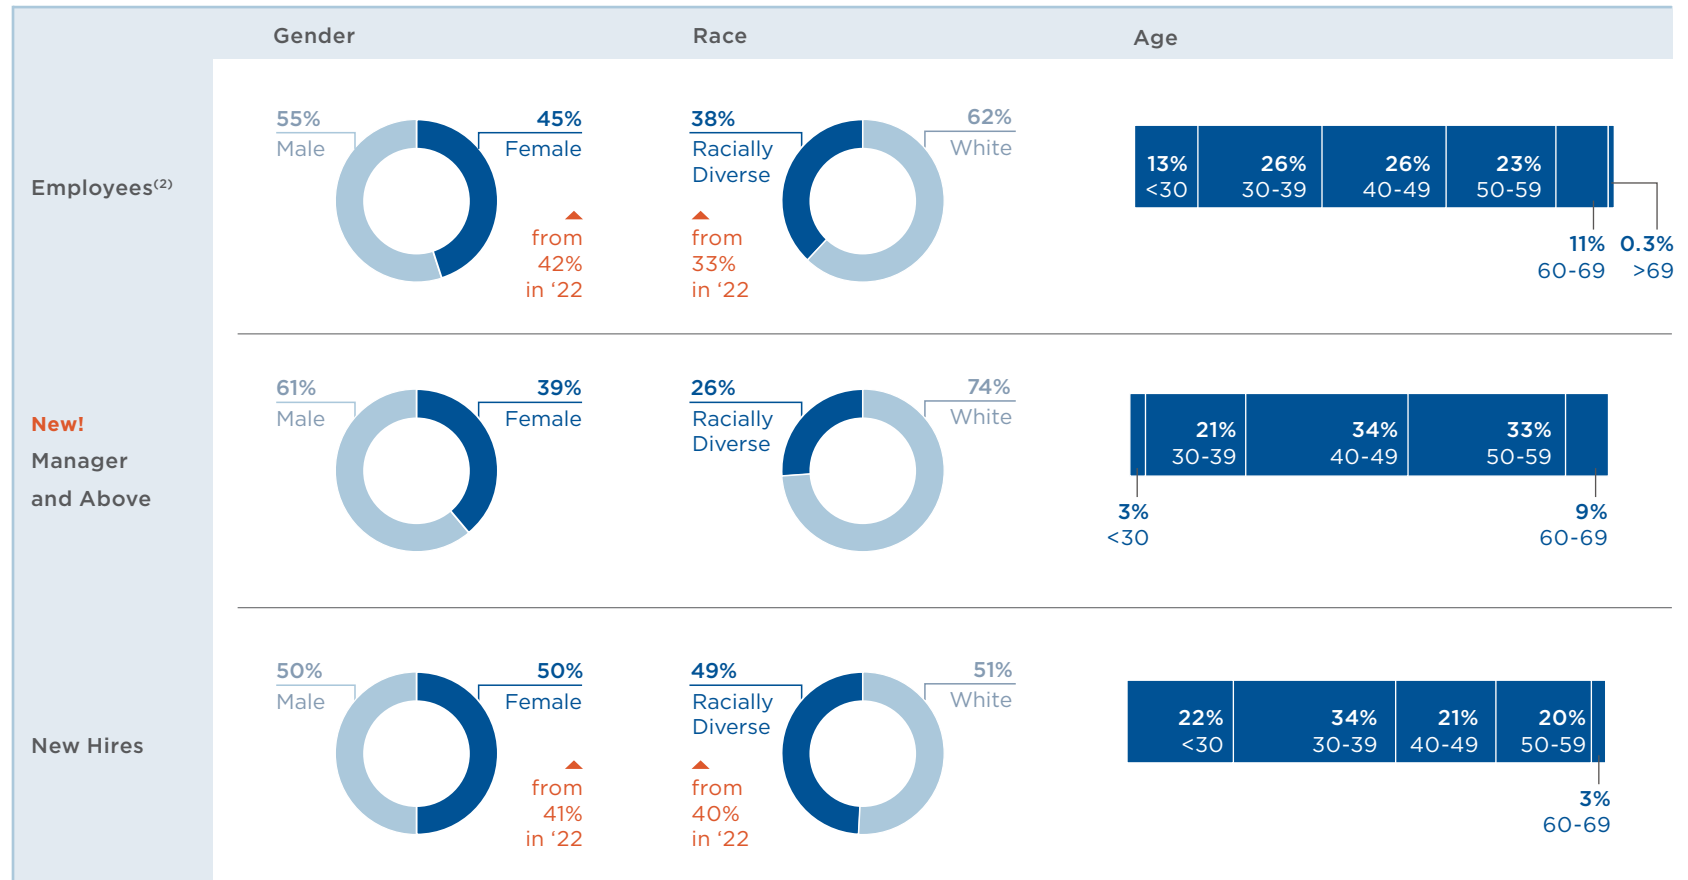 Gender
Race
Age
Employees(2)
55%
Male
45%
Female
from
42%
in ‘22
38%
Racially
Diverse
from
33%
in ‘22
62%
White
13%
<30
26%
30-39
26%
40-49
23%
50-59
11%
60-69
0.3%
>69
New!
Manager
and Above
61%
Male
39%
Female
26%
Racially
Diverse
74%
White
3%
<30
21%
30-39
34%
40-49
33%
50-59
9%
60-69
New Hires
50%
Male
50%
Female
from
41%
in ‘22
49%
Racially
Diverse
from
40%
in ‘22
51%
White
22%
<30
34%
30-39
21%
40-49
20%
50-59
3%
60-69